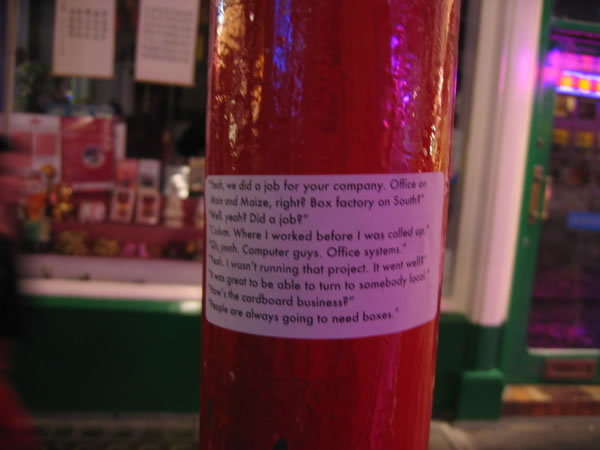 "Yeah, we did a job for your company. Office on
Main and Maize, right? Box factory on South?"
"Well, yeah? Did a job?"
"Cohm. Where I worked before I was called up."
"Oh, yeah. Computer guys. Office systems."
"Yeah. I wasn't running that project. It went well?"
"It was great to be able to turn to somebody local."
"How's the cardboard business?"
"People are always going to need boxes."